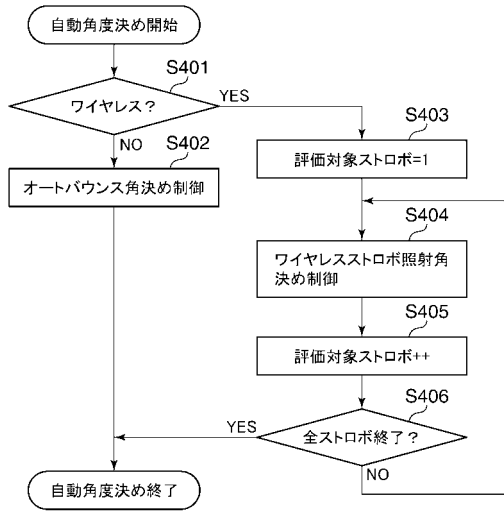 自動角度決め開始
S401
ワイヤレス？
YES
NO
S402
オートバウンス角決め制御
S403
評価対象ストロボ=1
S404
ワイヤレスストロボ照射角
決め制御
S405
評価対象ストロボ++
S406
全ストロボ終了？
YES
NO
自動角度決め終了